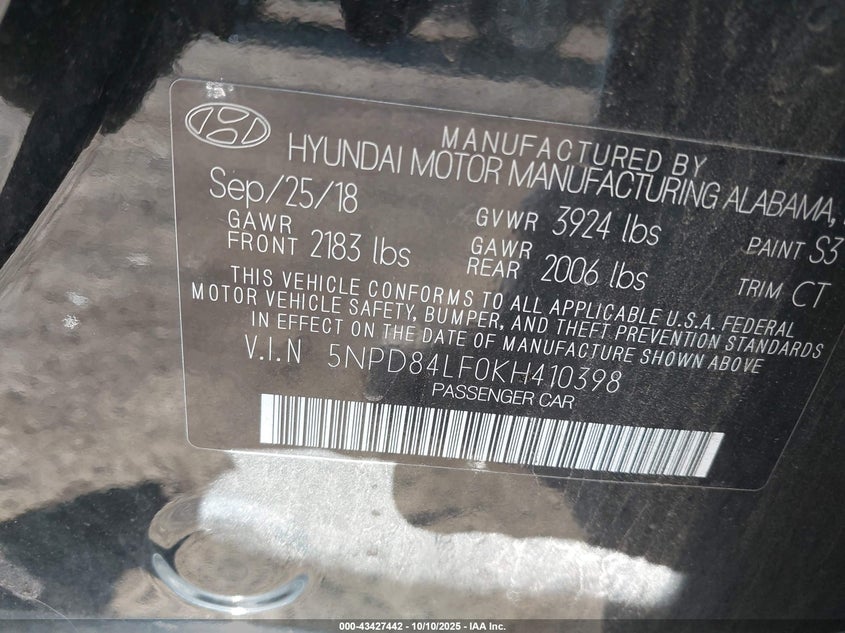 MANUFACTURED BY
HYUNDAI MOTOR MANUFACTURING ALABAMA,
Sep/25/18 GVWR 3924 lbs PAINT S3
GAWR FRONT 2183 lbs GAWR REAR 2006 lbs TRIM CT
THIS VEHICLE CONFORMS TO ALL APPLICABLE U.S.A. FEDERAL
MOTOR VEHICLE SAFETY, BUMPER, AND THEFT PREVENTION STANDARDS
IN EFFECT ON THE DATE OF MANUFACTURE SHOWN ABOVE
V.I.N 5NPD84LF0KH410398
PASSENGER CAR
000-43427442 - 10/10/2025 - IAA Inc.